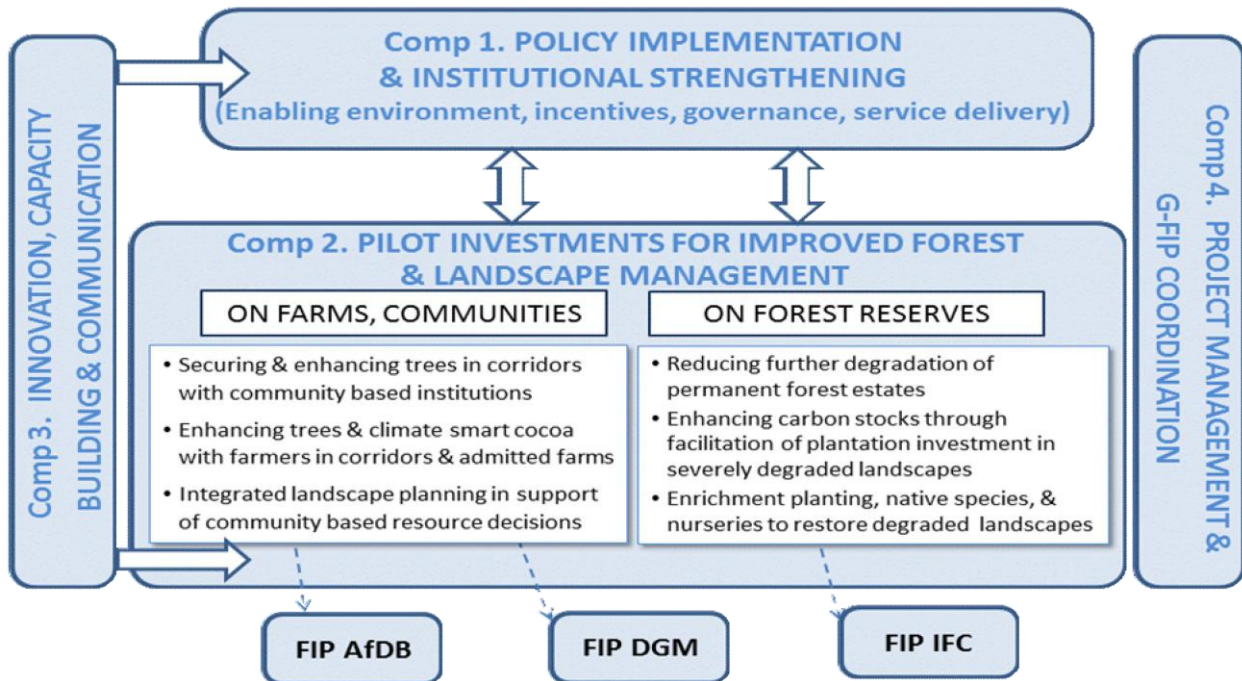 Comp 1. POLICY IMPLEMENTATION
& INSTITUTIONAL STRENGTHENING
(Enabling environment, incentives, governance, service delivery)
Comp 3. INNOVATION, CAPACITY
BUILDING & COMMUNICATION
Comp 2. PILOT INVESTMENTS FOR IMPROVED FOREST
& LANDSCAPE MANAGEMENT
ON FARMS, COMMUNITIES
• Securing & enhancing trees in corridors
with community based institutions
• Enhancing trees & climate smart cocoa
with farmers in corridors & admitted farms
• Integrated landscape planning in support
of community based resource decisions
ON FOREST RESERVES
• Reducing further degradation of
permanent forest estates
• Enhancing carbon stocks through
facilitation of plantation investment in
severely degraded landscapes
• Enrichment planting, native species, &
nurseries to restore degraded landscapes
Comp 4. PROJECT MANAGEMENT &
G-FIP COORDINATION
FIP AfDB
FIP DGM
FIP IFC